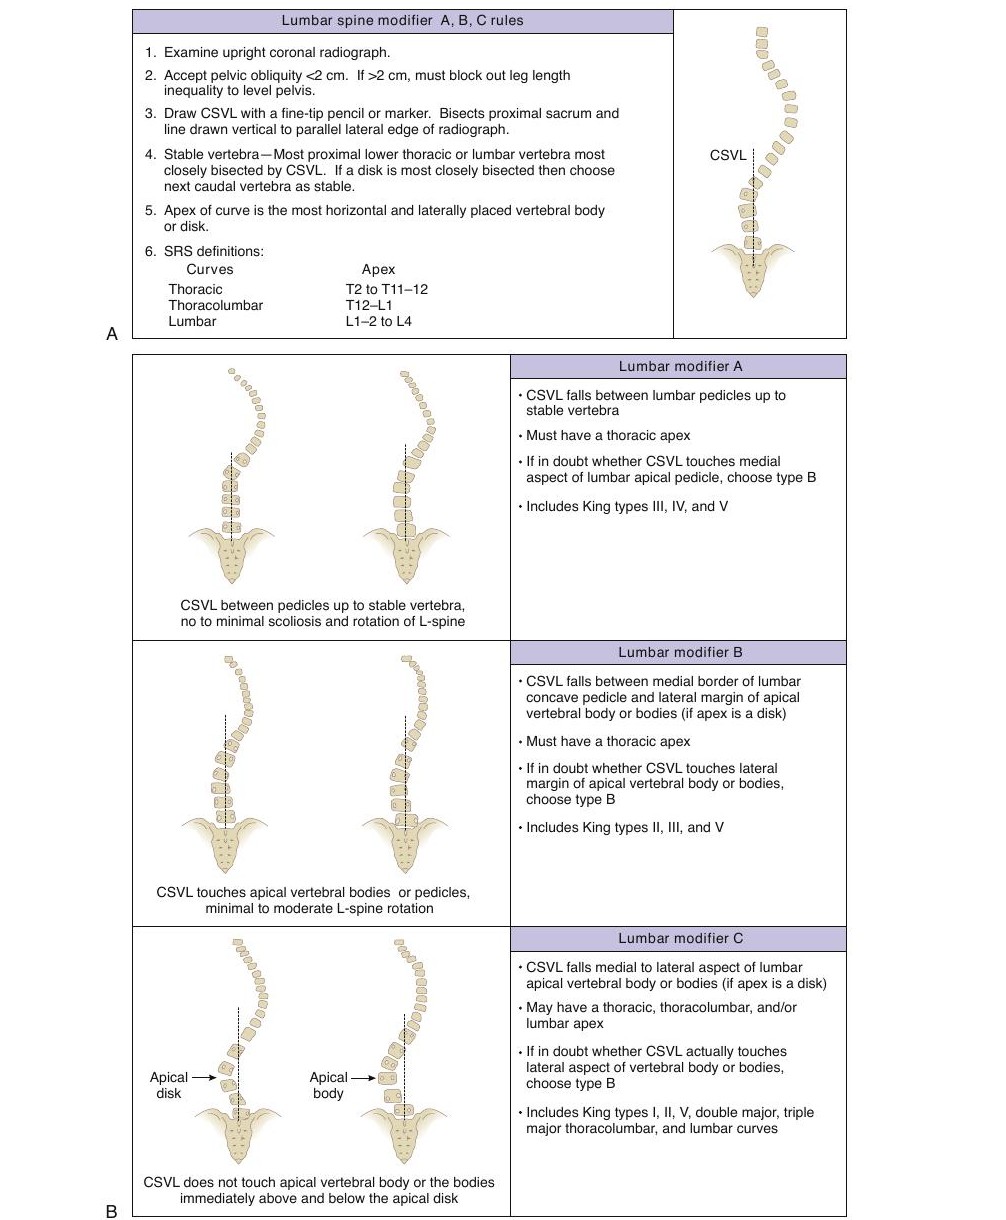 Lumbar spine modifier A, B, C rules
1. Examine upright coronal radiograph.
2. Accept pelvic obliquity <2 cm. If >2 cm, must block out leg length
inequality to level pelvis.
3. Draw CSVL with a fine-tip pencil or marker. Bisects proximal sacrum and
line drawn vertical to parallel lateral edge of radiograph.
4. Stable vertebra—Most proximal lower thoracic or lumbar vertebra most
closely bisected by CSVL. If a disk is most closely bisected then choose
next caudal vertebra as stable.
5. Apex of curve is the most horizontal and laterally placed vertebral body
or disk.
6. SRS definitions:
Curves Apex
Thoracic T2 to T11–12
Thoracolumbar T12–L1
Lumbar L1–2 to L4
CSVL
A
CSVL between pedicles up to stable vertebra,
no to minimal scoliosis and rotation of L-spine
Lumbar modifier A
• CSVL falls between lumbar pedicles up to
stable vertebra
• Must have a thoracic apex
• If in doubt whether CSVL touches medial
aspect of lumbar apical pedicle, choose type B
• Includes King types III, IV, and V
CSVL touches apical vertebral bodies or pedicles,
minimal to moderate L-spine rotation
Lumbar modifier B
• CSVL falls between medial border of lumbar
concave pedicle and lateral margin of apical
vertebral body or bodies (if apex is a disk)
• Must have a thoracic apex
• If in doubt whether CSVL touches lateral
margin of apical vertebral body or bodies,
choose type B
• Includes King types II, III, and V
Apical
disk
Apical
body
CSVL does not touch apical vertebral body or the bodies
immediately above and below the apical disk
Lumbar modifier C
• CSVL falls medial to lateral aspect of lumbar
apical vertebral body or bodies (if apex is a disk)
• May have a thoracic, thoracolumbar, and/or
lumbar apex
• If in doubt whether CSVL actually touches
lateral aspect of vertebral body or bodies,
choose type B
• Includes King types I, II, V, double major, triple
major thoracolumbar, and lumbar curves
B